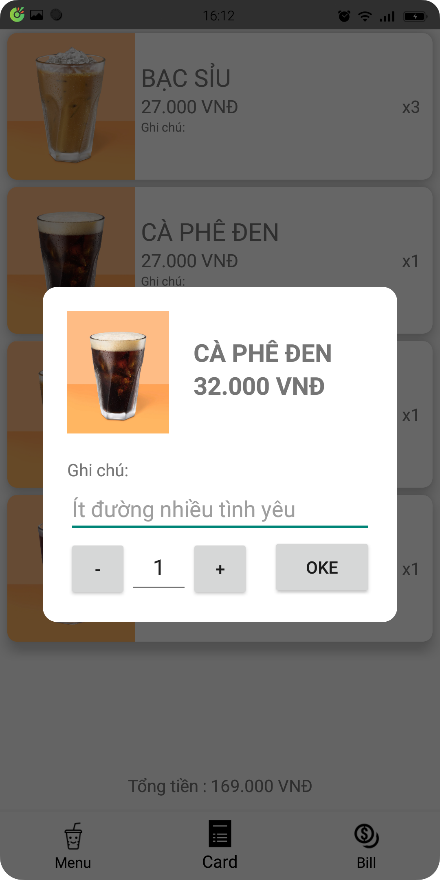 16:12
BẠC SỈU
27.000 VNĐ
x3
Ghi chú:
CÀ PHÊ ĐEN
27.000 VNĐ
x1
Ghi chú:
CÀ PHÊ ĐEN
32.000 VNĐ
x1
Ghi chú:
Ít đường nhiều tình yêu
- 1 + OKE
x1
Tổng tiền : 169.000 VNĐ
Menu Card Bill